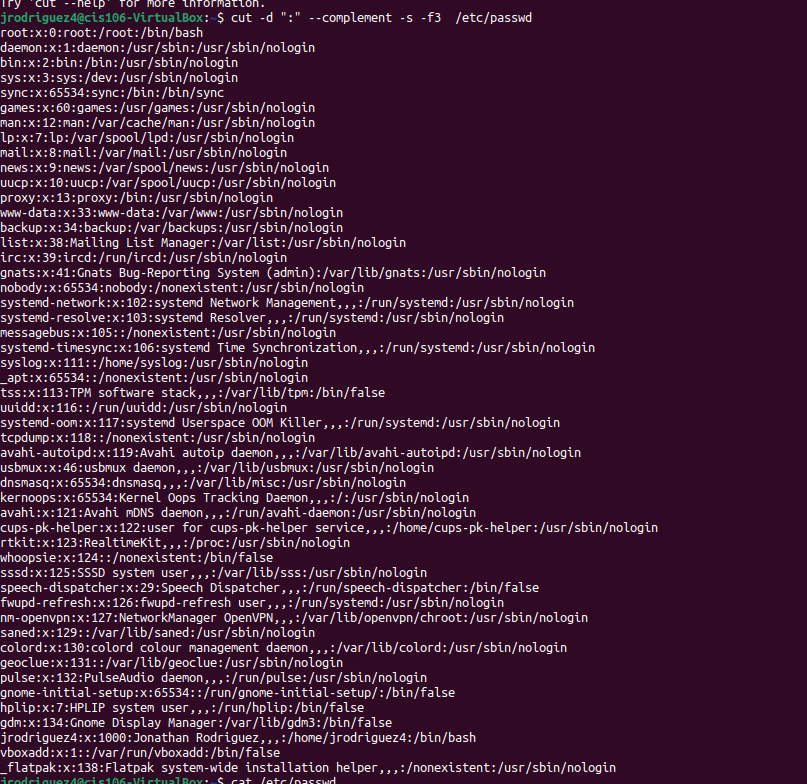 Try 'cut --help' for more information.
jrodriguez4@cis106-VirtualBox:~$ cut -d ":" --complement -s -f3  /etc/passwd
root:x:0:root:/root:/bin/bash
daemon:x:1:daemon:/usr/sbin:/usr/sbin/nologin
bin:x:2:bin:/bin:/usr/sbin/nologin
sys:x:3:sys:/dev:/usr/sbin/nologin
sync:x:65534:sync:/bin:/bin/sync
games:x:60:games:/usr/games:/usr/sbin/nologin
man:x:12:man:/var/cache/man:/usr/sbin/nologin
lp:x:7:lp:/var/spool/lpd:/usr/sbin/nologin
mail:x:8:mail:/var/mail:/usr/sbin/nologin
news:x:9:news:/var/spool/news:/usr/sbin/nologin
uucp:x:10:uucp:/var/spool/uucp:/usr/sbin/nologin
proxy:x:13:proxy:/bin:/usr/sbin/nologin
www-data:x:33:www-data:/var/www:/usr/sbin/nologin
backup:x:34:backup:/var/backups:/usr/sbin/nologin
list:x:38:Mailing List Manager:/var/list:/usr/sbin/nologin
irc:x:39:ircd:/run/ircd:/usr/sbin/nologin
gnats:x:41:Gnats Bug-Reporting System (admin):/var/lib/gnats:/usr/sbin/nologin
nobody:x:65534:nobody:/nonexistent:/usr/sbin/nologin
systemd-network:x:102:systemd Network Management,,,:/run/systemd:/usr/sbin/nologin
systemd-resolve:x:103:systemd Resolver,,,:/run/systemd:/usr/sbin/nologin
messagebus:x:105::/nonexistent:/usr/sbin/nologin
systemd-timesync:x:106:systemd Time Synchronization,,,:/run/systemd:/usr/sbin/nologin
syslog:x:111::/home/syslog:/usr/sbin/nologin
_apt:x:65534::/nonexistent:/usr/sbin/nologin
tss:x:113:TPM software stack,,,:/var/lib/tpm:/bin/false
uuidd:x:116::/run/uuidd:/usr/sbin/nologin
systemd-oom:x:117:systemd Userspace OOM Killer,,,:/run/systemd:/usr/sbin/nologin
tcpdump:x:118::/nonexistent:/usr/sbin/nologin
avahi-autoipd:x:119:Avahi autoip daemon,,,:/var/lib/avahi-autoipd:/usr/sbin/nologin
usbmux:x:46:usbmux daemon,,,:/var/lib/usbmux:/usr/sbin/nologin
dnsmasq:x:65534:dnsmasq,,,:/var/lib/misc:/usr/sbin/nologin
kernoops:x:65534:Kernel Oops Tracking Daemon,,,:/:/usr/sbin/nologin
avahi:x:121:Avahi mDNS daemon,,,:/run/avahi-daemon:/usr/sbin/nologin
cups-pk-helper:x:122:user for cups-pk-helper service,,,:/home/cups-pk-helper:/usr/sbin/nologin
rtkit:x:123:RealtimeKit,,,:/proc:/usr/sbin/nologin
whoopsie:x:124::/nonexistent:/bin/false
sssd:x:125:SSSD system user,,,:/var/lib/sss:/usr/sbin/nologin
speech-dispatcher:x:29:Speech Dispatcher,,,:/run/speech-dispatcher:/bin/false
fwupd-refresh:x:126:fwupd-refresh user,,,:/run/systemd:/usr/sbin/nologin
nm-openvpn:x:127:NetworkManager OpenVPN,,,:/var/lib/openvpn/chroot:/usr/sbin/nologin
saned:x:129::/var/lib/saned:/usr/sbin/nologin
colord:x:130:colord colour management daemon,,,:/var/lib/colord:/usr/sbin/nologin
geoclue:x:131::/var/lib/geoclue:/usr/sbin/nologin
pulse:x:132:PulseAudio daemon,,,:/run/pulse:/usr/sbin/nologin
gnome-initial-setup:x:65534::/run/gnome-initial-setup/:/bin/false
hplip:x:7:HPLIP system user,,,:/run/hplip:/bin/false
gdm:x:134:Gnome Display Manager:/var/lib/gdm3:/bin/false
jrodriguez4:x:1000:Jonathan Rodriguez,,,:/home/jrodriguez4:/bin/bash
vboxadd:x:1::/var/run/vboxadd:/bin/false
_flatpak:x:138:Flatpak system-wide installation helper,,,:/nonexistent:/usr/sbin/nologin
jrodriguez4@cis106-VirtualBox:~$ cat /etc/passwd